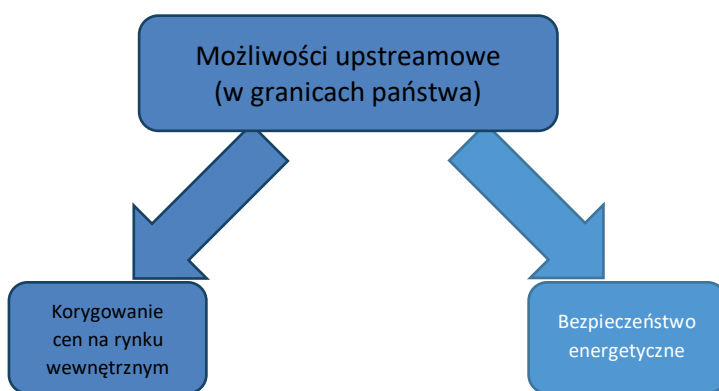 Możliwości upstreamowe
(w granicach państwa)
Korygowanie
cen na rynku
wewnętrznym
Bezpieczeństwo
energetyczne